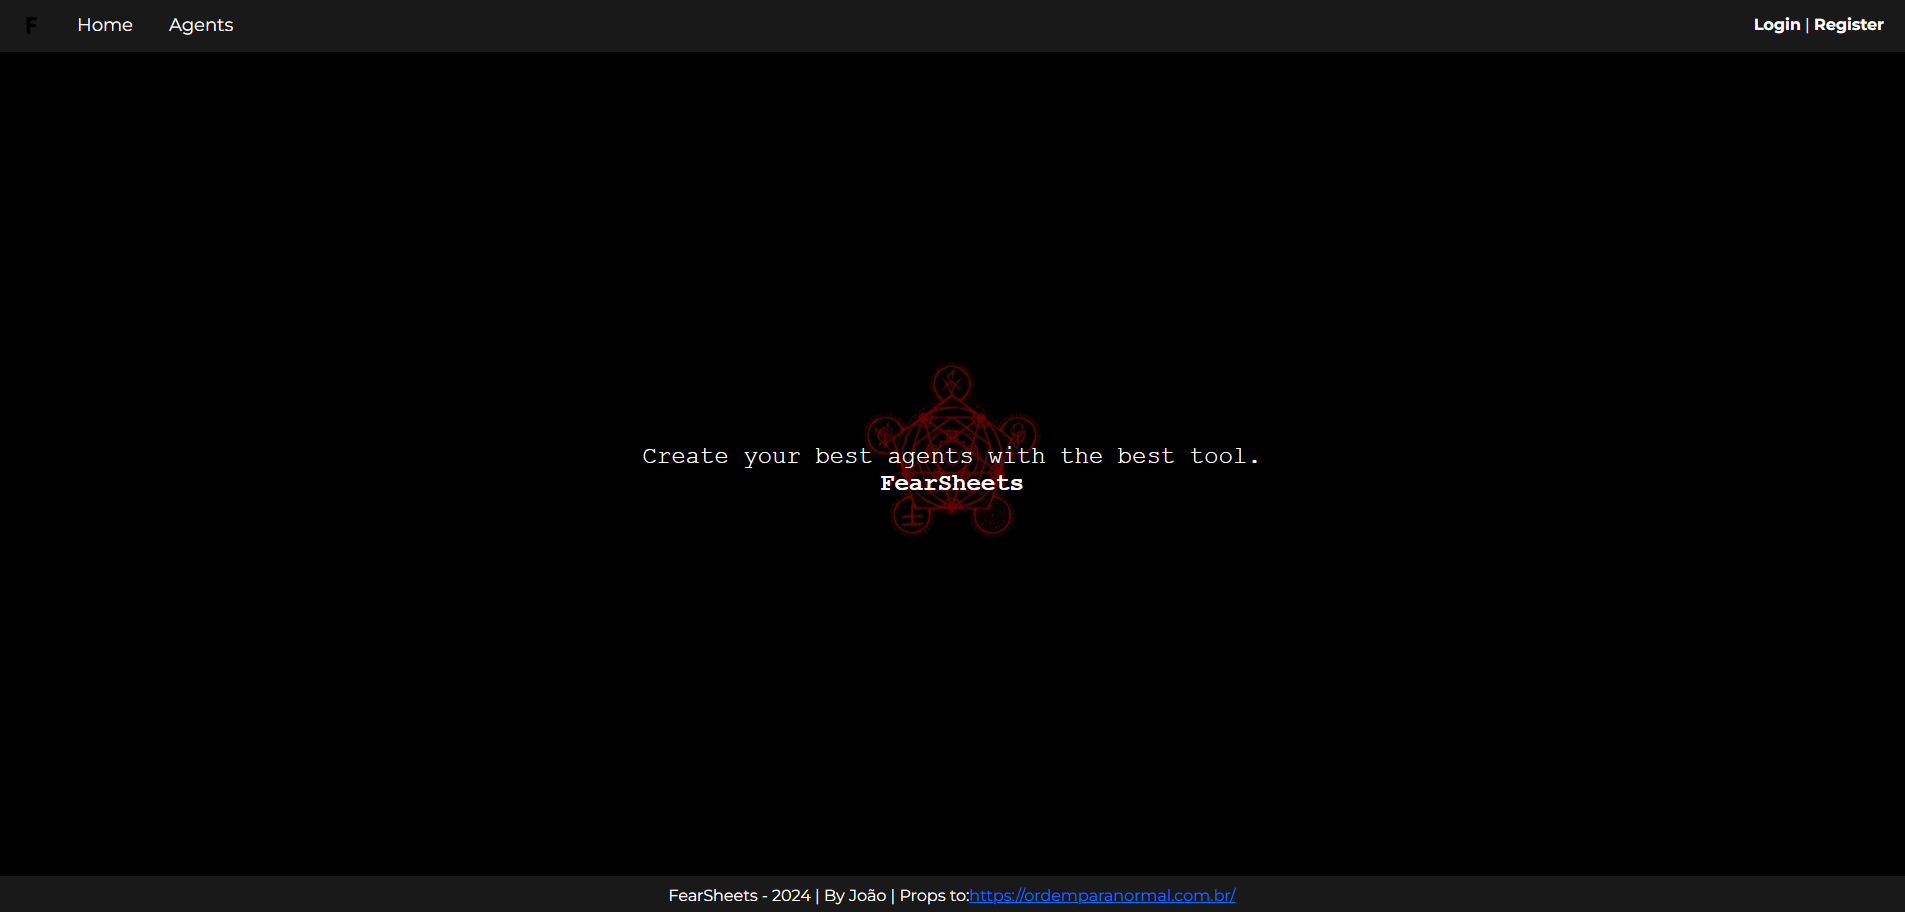 F Home Agents Login | Register
Create your best agents with the best tool.
FearSheets
FearSheets - 2024 | By João | Props to:https://ordemparanormal.com.br/